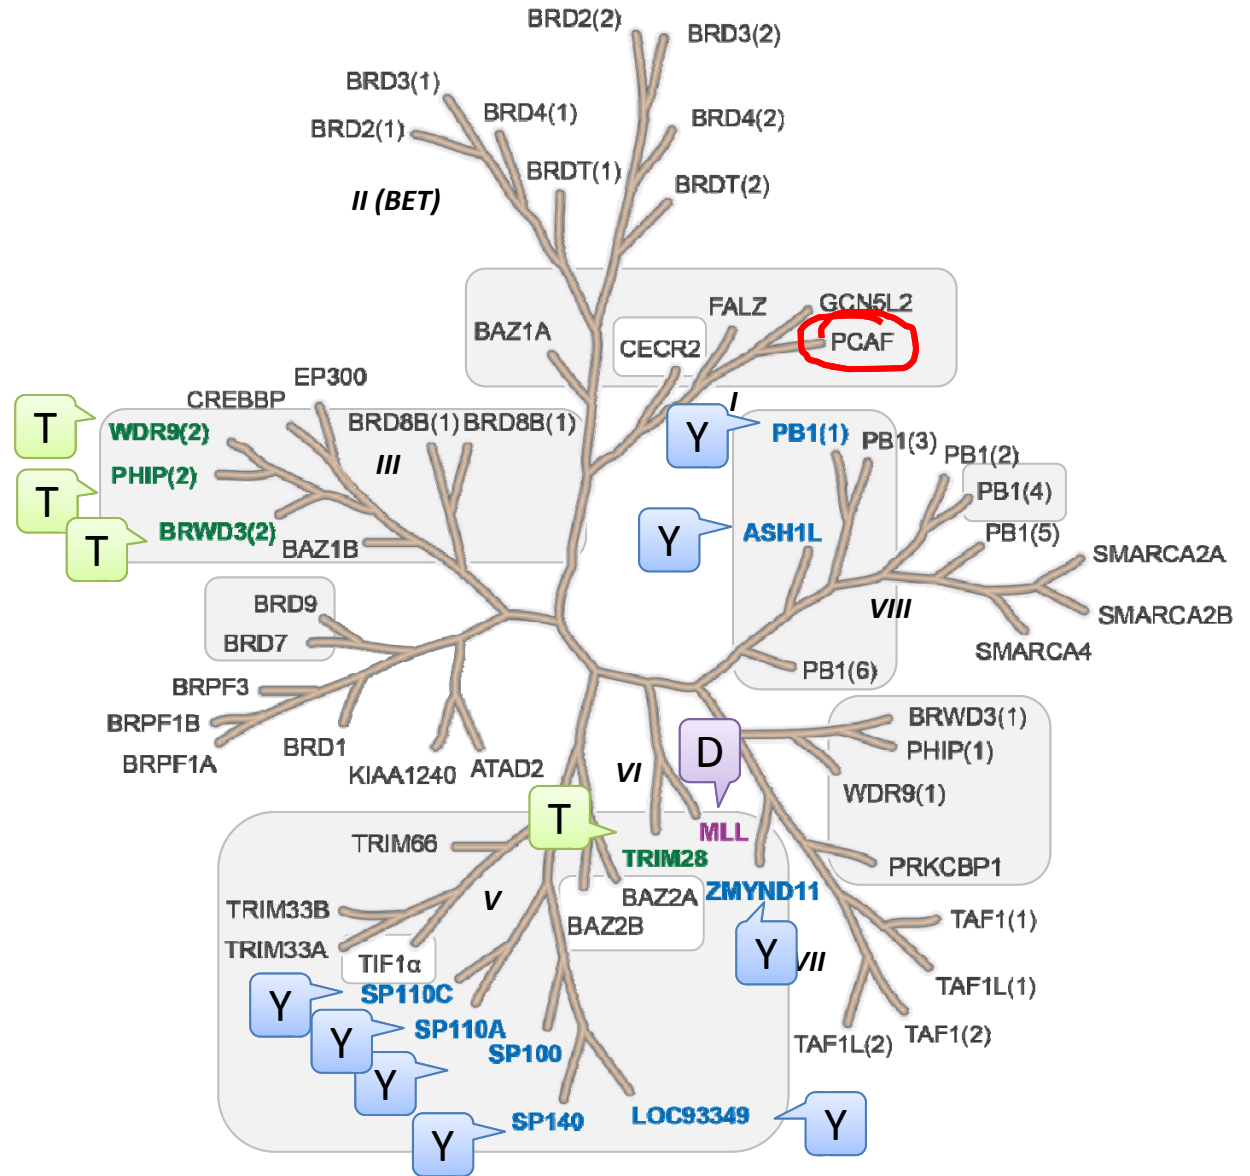 BRD2(2)
BRD3(2)
BRD3(1)
BRD4(1)
BRD2(1)
BRD4(2)
BRDT(1)
BRDT(2)
II (BET)
GCN5L2
FALZ
BAZ1A
CECR2
PCAF
EP300
CREBBP
I
T
WDR9(2)
BRD8B(1)
BRD8B(1)
Y
PB1(1)
PB1(3)
PB1(2)
III
T
PHIP(2)
PB1(4)
T
BRWD3(2)
BAZ1B
Y
ASH1L
PB1(5)
SMARCA2A
BRD9
VIII
SMARCA2B
BRD7
SMARCA4
PB1(6)
BRPF3
BRPF1B
BRD1
BRPF1A
KIAA1240
ATAD2
VI
D
BRWD3(1)
PHIP(1)
WDR9(1)
T
MLL
TRIM66
TRIM28
PRKCBP1
ZMYND11
BAZ2A
V
TRIM33B
BAZ2B
TAF1(1)
TRIM33A
TIF1α
Y
VII
TAF1L(1)
Y
SP110C
Y
SP110A
SP100
TAF1L(2)
TAF1(2)
Y
Y
SP140
LOC93349
Y